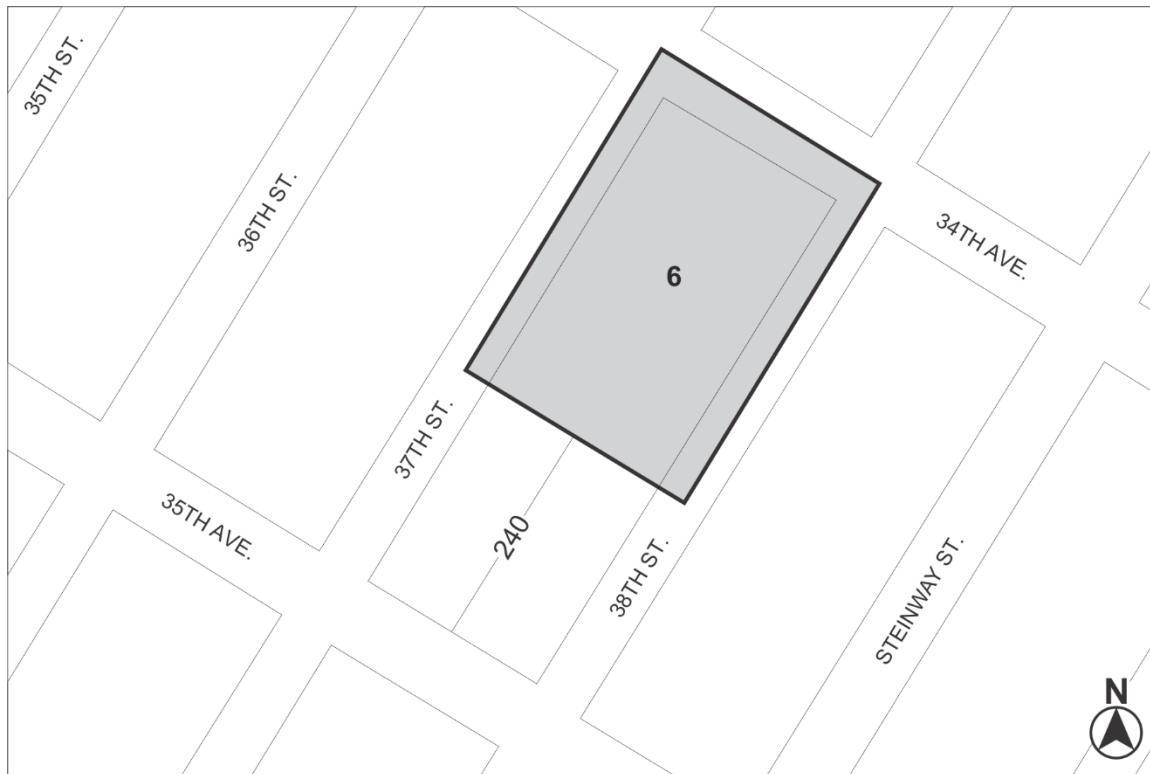 35TH ST.
36TH ST.
6
34TH AVE.
37TH ST.
35TH AVE.
240
38TH ST.
STEINWAY ST.
N